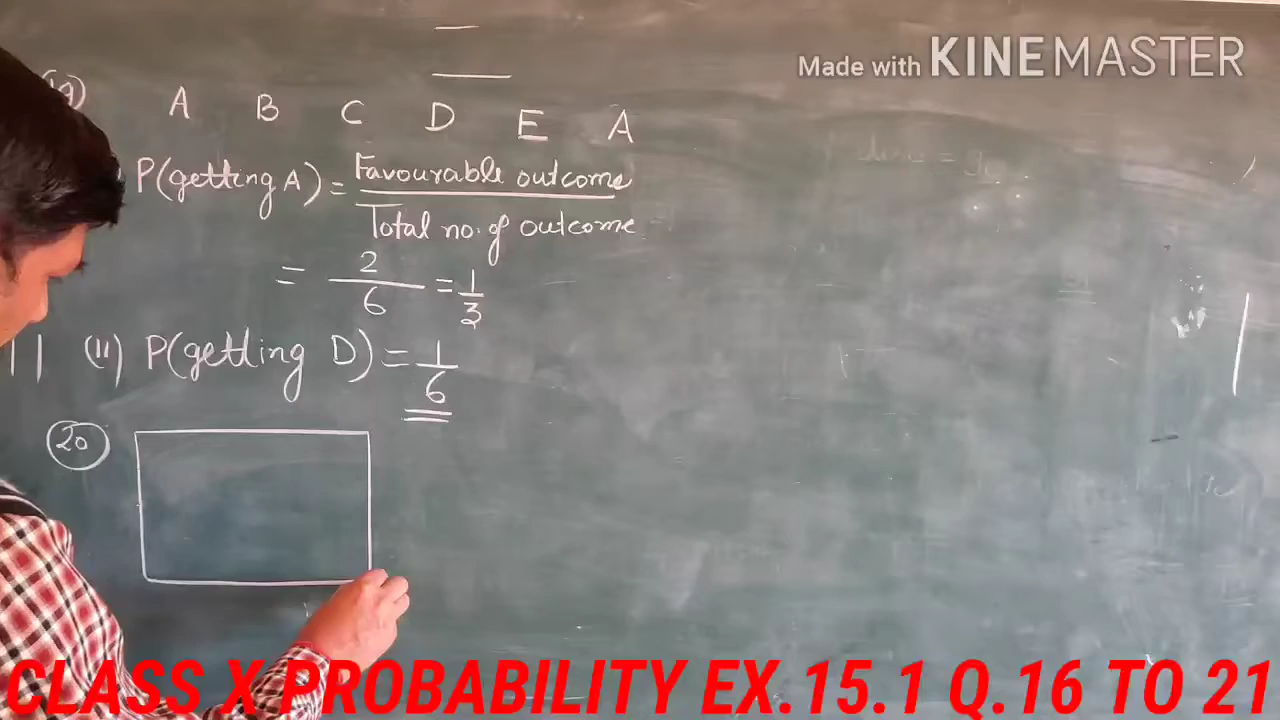 Made with KINEMASTER
A B C D E A
P(getting A) = Favourable outcome / Total no. of outcome
= 2/6 = 1/3
(11) P(getting D) = 1/6
20
CLASS X PROBABILITY EX.15.1 Q.16 TO 21